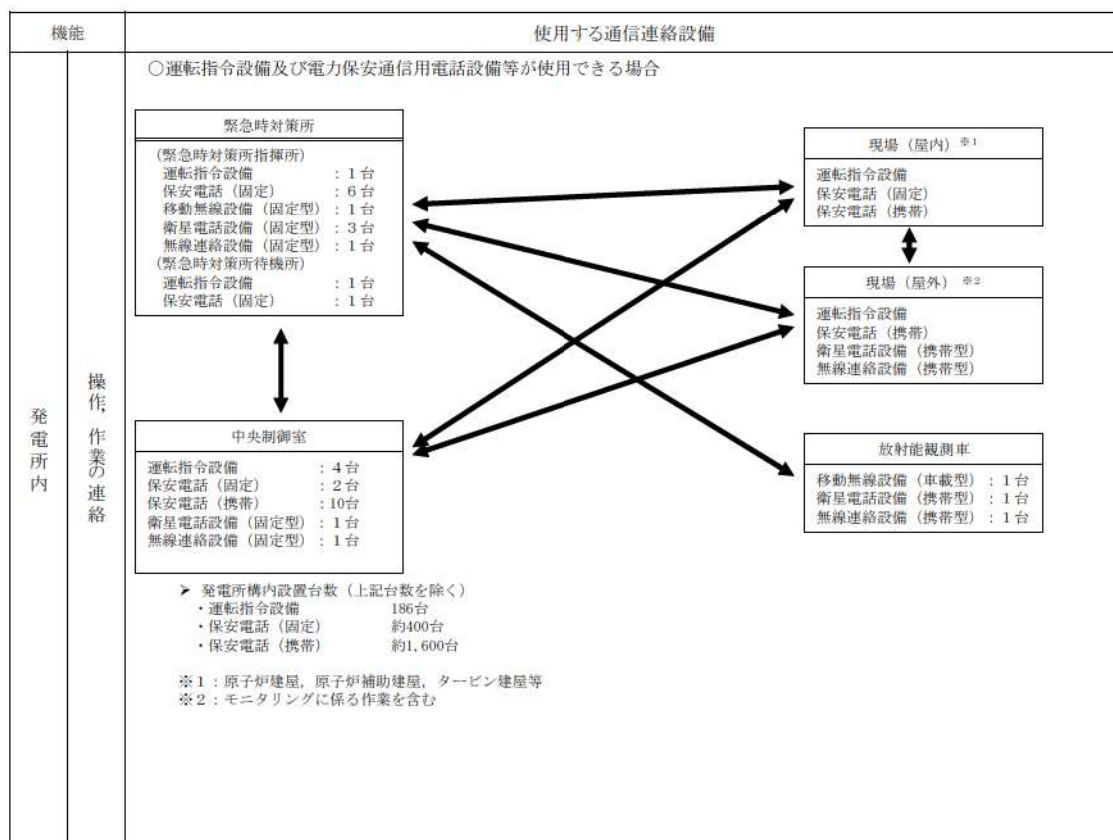 機能
使用する通信連絡設備
発電所内
操作，作業の連絡
○運転指令設備及び電力保安通信用電話設備等が使用できる場合
緊急時対策所
（緊急時対策所指揮所）
運転指令設備 ：1台
保安電話（固定） ：6台
移動無線設備（固定型）：1台
衛星電話設備（固定型）：3台
無線連絡設備（固定型）：1台
（緊急時対策所待機所）
運転指令設備 ：1台
保安電話（固定） ：1台
現場（屋内）※1
運転指令設備
保安電話（固定）
保安電話（携帯）
現場（屋外）※2
運転指令設備
保安電話（携帯）
衛星電話設備（携帯型）
無線連絡設備（携帯型）
中央制御室
運転指令設備 ：4台
保安電話（固定） ：2台
保安電話（携帯） ：10台
衛星電話設備（固定型）：1台
無線連絡設備（固定型）：1台
放射能観測車
移動無線設備（車載型）：1台
衛星電話設備（携帯型）：1台
無線連絡設備（携帯型）：1台
➤ 発電所構内設置台数（上記台数を除く）
・運転指令設備 186台
・保安電話（固定） 約400台
・保安電話（携帯） 約1,600台
※1：原子炉建屋，原子炉補助建屋，タービン建屋等
※2：モニタリングに係る作業を含む